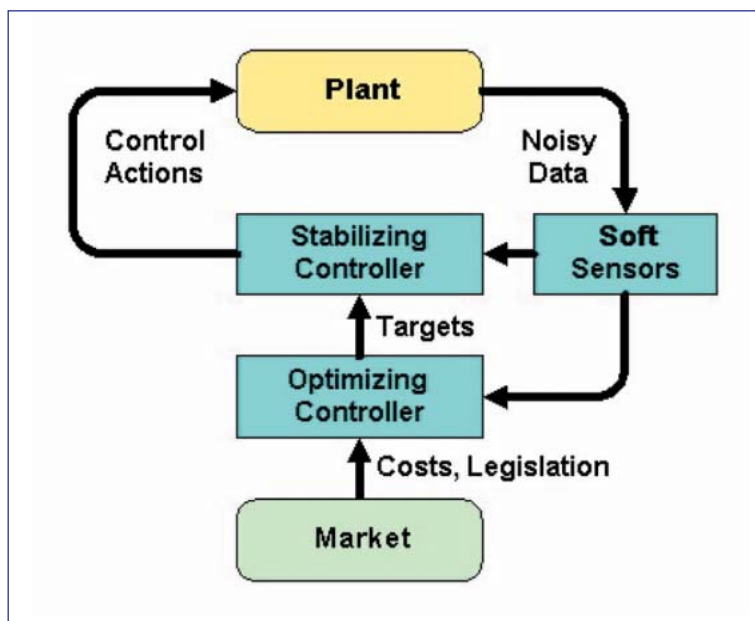 Plant
Control
Actions
Noisy
Data
Stabilizing
Controller
Soft
Sensors
Targets
Optimizing
Controller
Costs, Legislation
Market